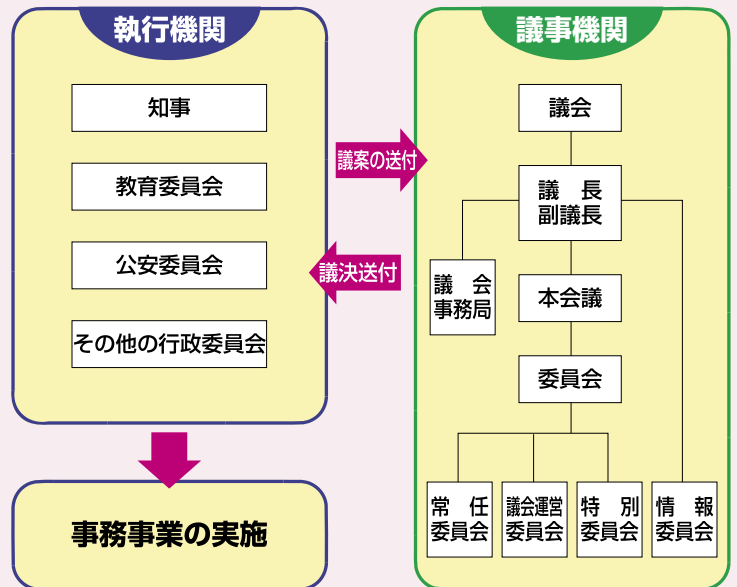 執行機関
知事
教育委員会
公安委員会
その他の行政委員会
事務事業の実施
議案の送付
議決送付
議事機関
議会
議　長
副議長
議　会
事務局
本会議
委員会
常　任
委員会
議会運営
委員会
特　別
委員会
情　報
委員会